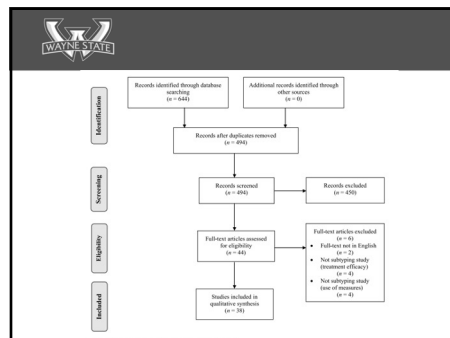 WAYNE STATE
Identification
Records identified through database
searching
(n = 644)
Additional records identified through
other sources
(n = 0)
Records after duplicates removed
(n = 494)
Screening
Records screened
(n = 494)
Records excluded
(n = 450)
Eligibility
Full-text articles assessed
for eligibility
(n = 44)
Full-text articles excluded
(n = 6)
• Full-text not in English
(n = 2)
• Not subtyping study
(treatment efficacy)
(n = 4)
• Not subtyping study
(use of measures)
(n = 4)
Included
Studies included in
qualitative synthesis
(n = 38)